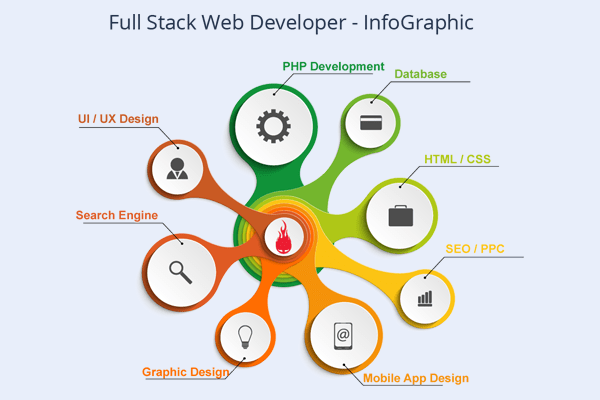 Full Stack Web Developer - InfoGraphic
PHP Development
Database
UI / UX Design
HTML / CSS
Search Engine
SEO / PPC
@
Graphic Design
Mobile App Design